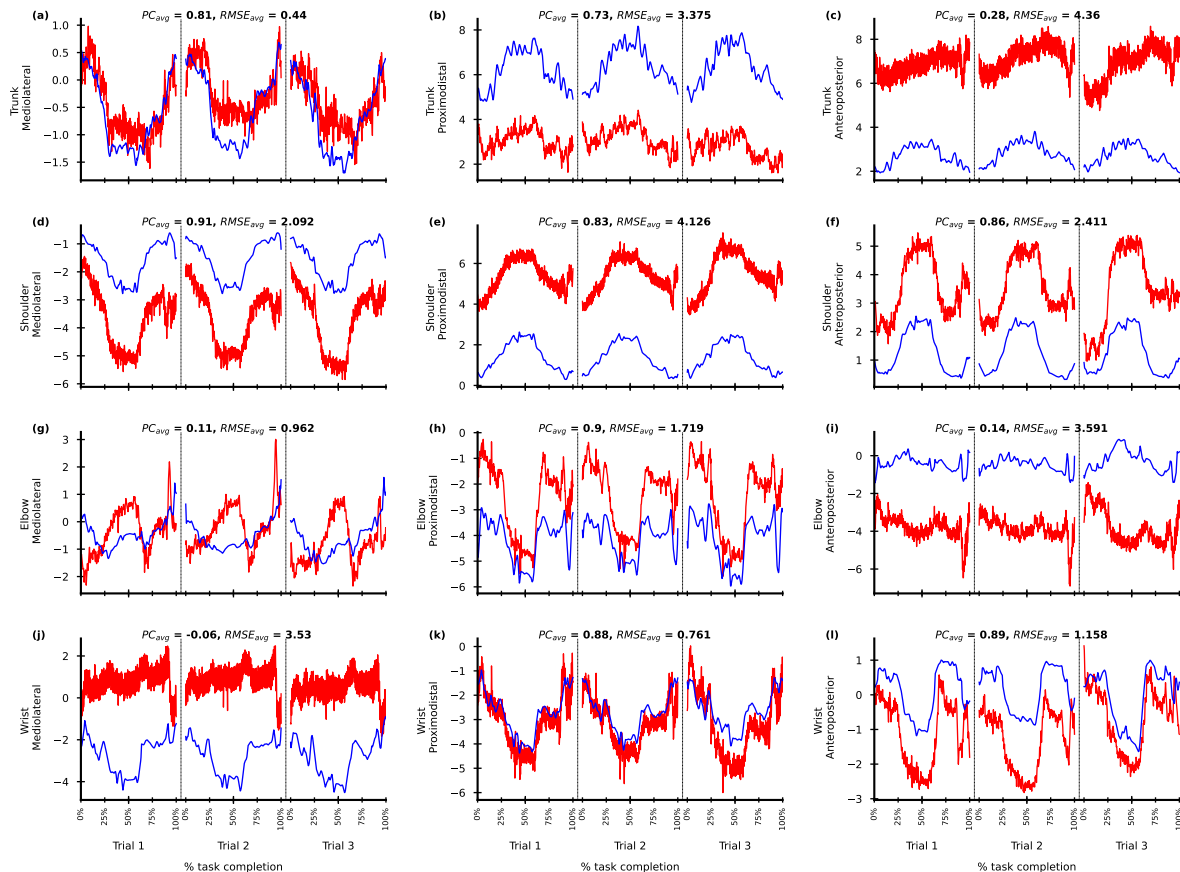 (a) PC_avg = 0.81, RMSE_avg = 0.44
Trunk
Mediolateral
1.0
0.5
0.0
−0.5
−1.0
−1.5
(b) PC_avg = 0.73, RMSE_avg = 3.375
Trunk
Proximodistal
8
6
4
2
(c) PC_avg = 0.28, RMSE_avg = 4.36
Trunk
Anteroposterior
8
6
4
2
(d) PC_avg = 0.91, RMSE_avg = 2.092
Shoulder
Mediolateral
−1
−2
−3
−4
−5
−6
(e) PC_avg = 0.83, RMSE_avg = 4.126
Shoulder
Proximodistal
6
4
2
0
(f) PC_avg = 0.86, RMSE_avg = 2.411
Shoulder
Anteroposterior
5
4
3
2
1
(g) PC_avg = 0.11, RMSE_avg = 0.962
Elbow
Mediolateral
3
2
1
0
−1
−2
(h) PC_avg = 0.9, RMSE_avg = 1.719
Elbow
Proximodistal
0
−1
−2
−3
−4
−5
−6
(i) PC_avg = 0.14, RMSE_avg = 3.591
Elbow
Anteroposterior
0
−2
−4
−6
(j) PC_avg = -0.06, RMSE_avg = 3.53
Wrist
Mediolateral
2
0
−2
−4
0% 25% 50% 75% 100% 0% 25% 50% 75% 100% 0% 25% 50% 75% 100%
Trial 1 Trial 2 Trial 3
% task completion
(k) PC_avg = 0.88, RMSE_avg = 0.761
Wrist
Proximodistal
0
−1
−2
−3
−4
−5
−6
0% 25% 50% 75% 100% 0% 25% 50% 75% 100% 0% 25% 50% 75% 100%
Trial 1 Trial 2 Trial 3
% task completion
(l) PC_avg = 0.89, RMSE_avg = 1.158
Wrist
Anteroposterior
1
0
−1
−2
−3
0% 25% 50% 75% 100% 0% 25% 50% 75% 100% 0% 25% 50% 75% 100%
Trial 1 Trial 2 Trial 3
% task completion